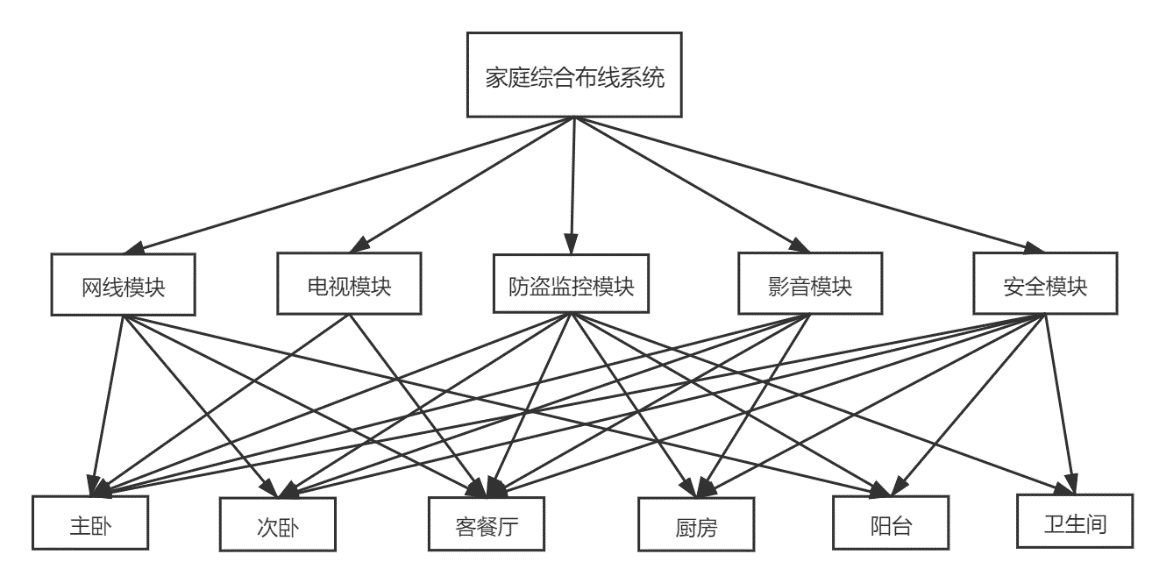 家庭综合布线系统
网线模块
电视模块
防盗监控模块
影音模块
安全模块
主卧
次卧
客餐厅
厨房
阳台
卫生间